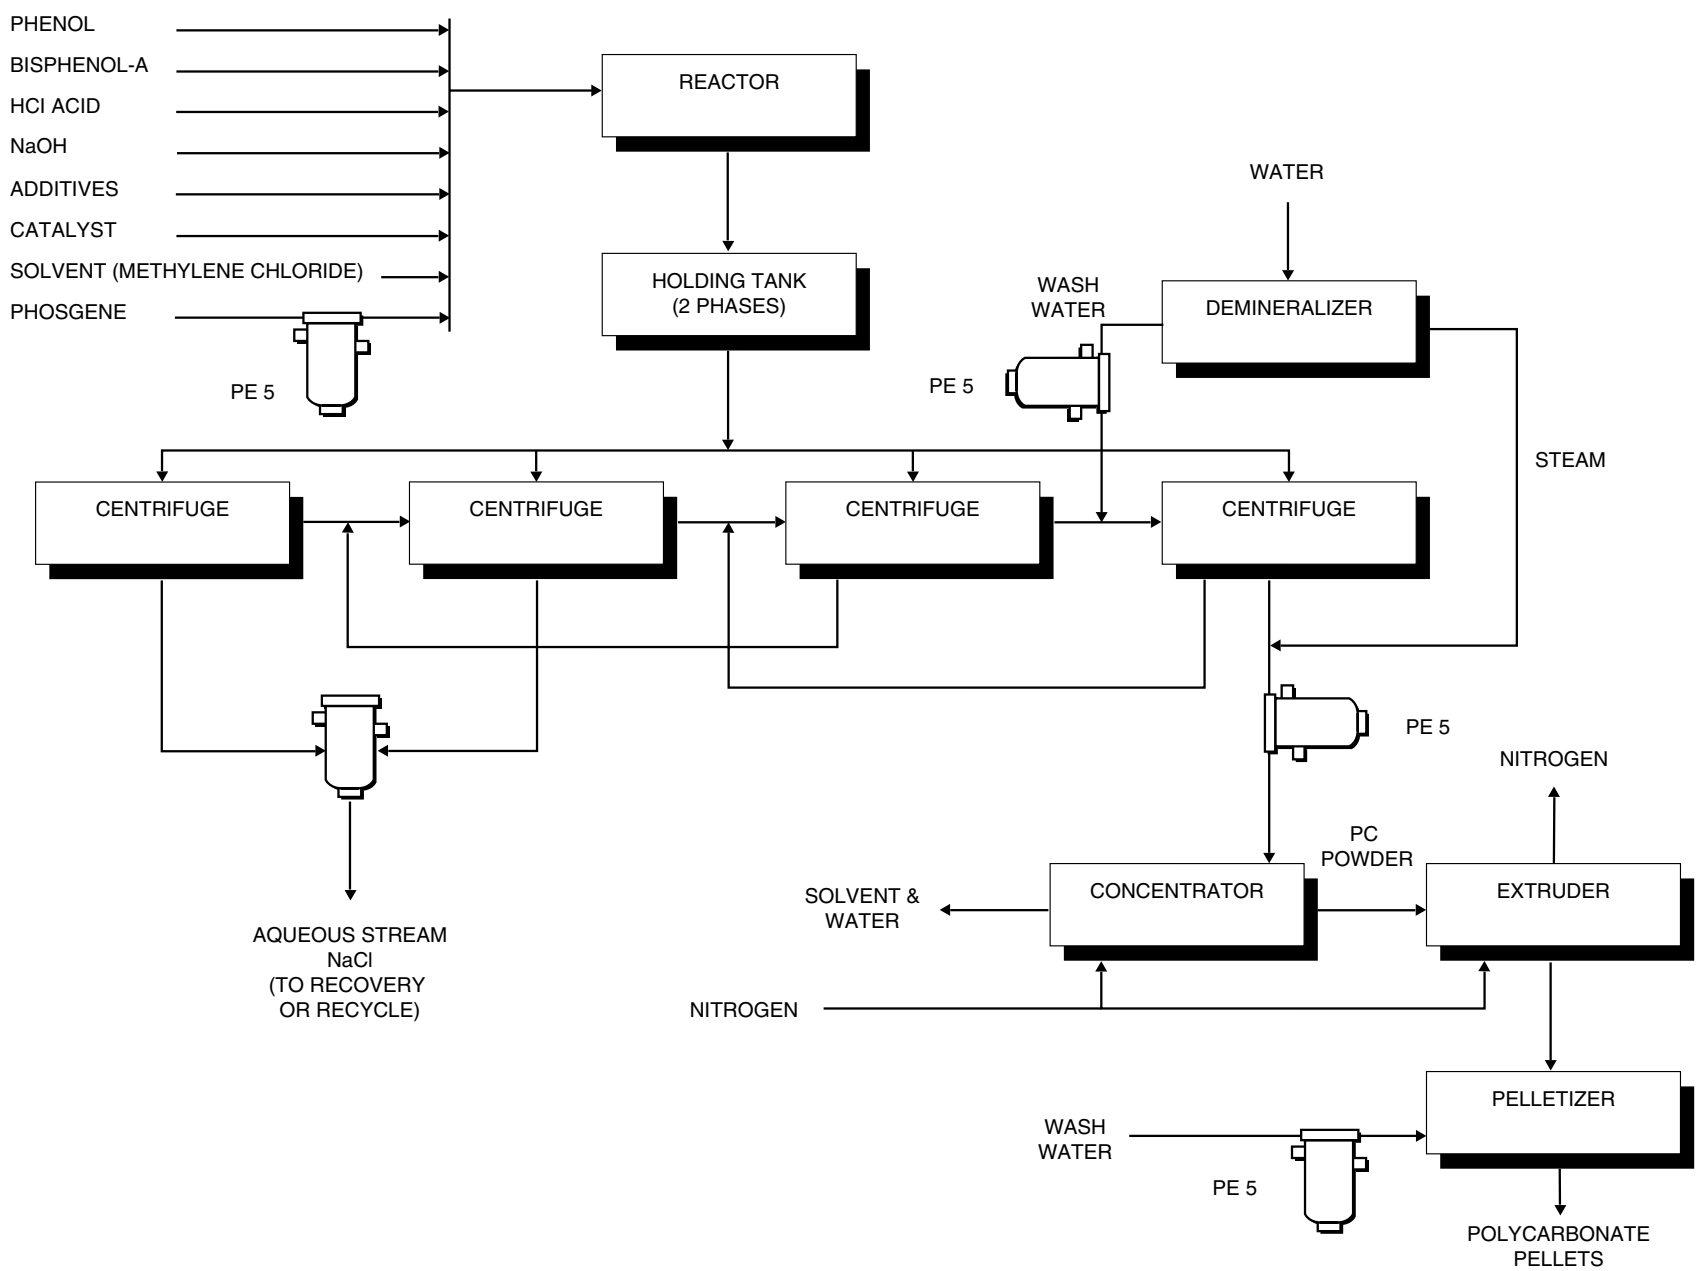 PHENOL
BISPHENOL-A
HCl ACID
NaOH
ADDITIVES
CATALYST
SOLVENT (METHYLENE CHLORIDE)
PHOSGENE
PE 5
REACTOR
HOLDING TANK
(2 PHASES)
WATER
WASH
WATER
DEMINERALIZER
PE 5
STEAM
CENTRIFUGE
CENTRIFUGE
CENTRIFUGE
CENTRIFUGE
PE 5
NITROGEN
PC
POWDER
SOLVENT &
WATER
CONCENTRATOR
EXTRUDER
AQUEOUS STREAM
NaCl
(TO RECOVERY
OR RECYCLE)
NITROGEN
PELLETIZER
WASH
WATER
PE 5
POLYCARBONATE
PELLETS